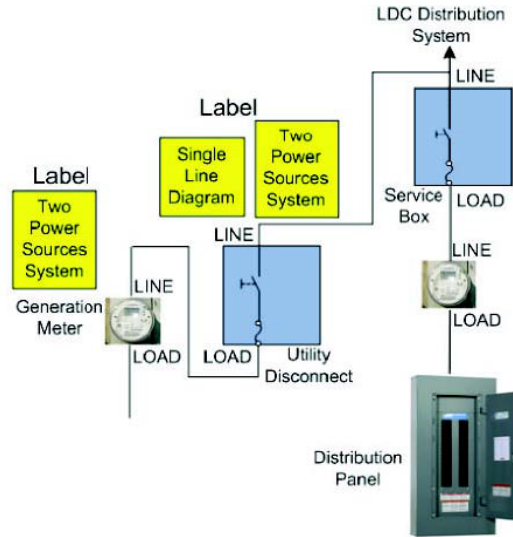 LDC Distribution
System
LINE
Label
Two
Power
Sources
System
Single
Line
Diagram
Label
Two
Power
Sources
System
LINE
Service
Box
LOAD
LINE
LINE
Generation
Meter
LOAD
LOAD
Utility
Disconnect
LOAD
Distribution
Panel